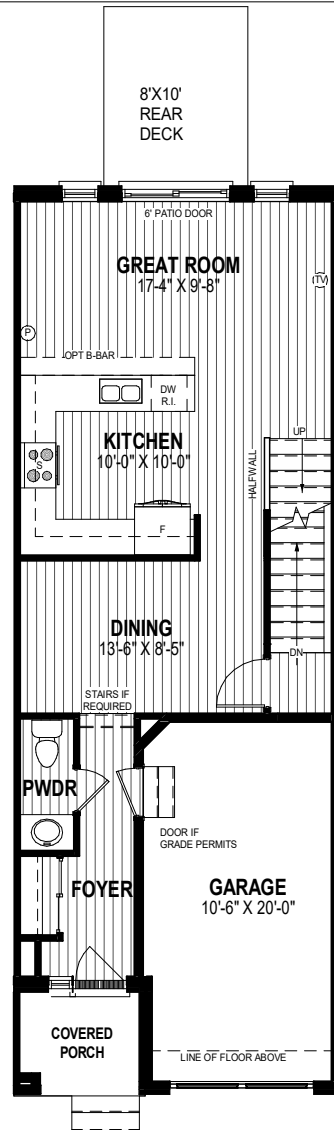 8'X10'
REAR
DECK
6' PATIO DOOR
GREAT ROOM
17'-4" X 9'-8"
TV
P
OPT B-BAR
DW
R.I.
KITCHEN
10'-0" X 10'-0"
S
F
UP
HALFWALL
DINING
13'-6" X 8'-5"
DN
STAIRS IF
REQUIRED
PWDR
DOOR IF
GRADE PERMITS
FOYER
GARAGE
10'-6" X 20'-0"
COVERED
PORCH
LINE OF FLOOR ABOVE